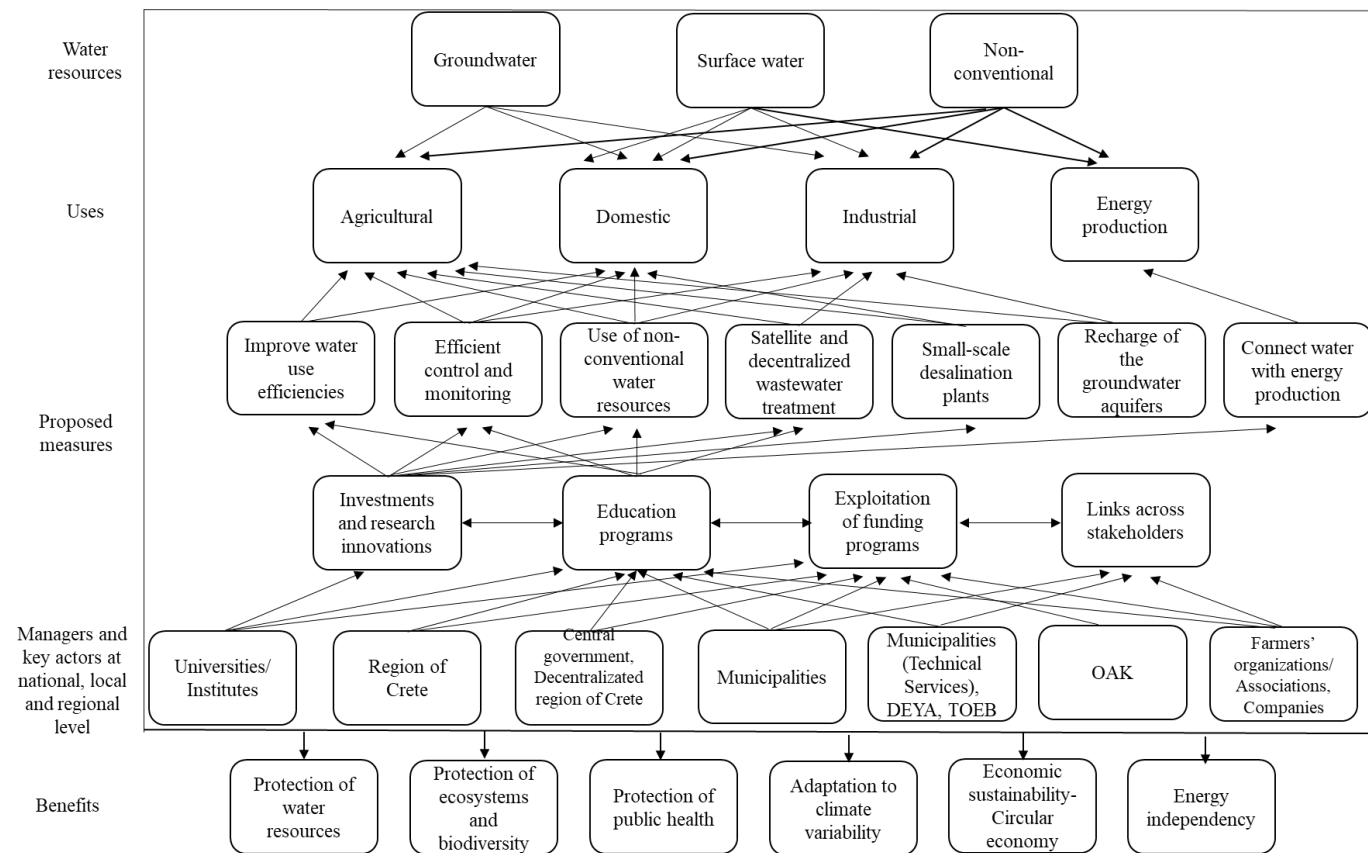 Water
resources
Groundwater
Surface water
Non-
conventional
Uses
Agricultural
Domestic
Industrial
Energy
production
Proposed
measures
Improve water
use
efficiencies
Efficient
control and
monitoring
Use of non-
conventional
water
resources
Satellite and
decentralized
wastewater
treatment
Small-scale
desalination
plants
Recharge of
the
groundwater
aquifers
Connect water
with energy
production
Investments
and research
innovations
Education
programs
Exploitation
of funding
programs
Links across
stakeholders
Managers and
key actors at
national, local
and regional
level
Universities/
Institutes
Region of
Crete
Central
government,
Decentralizated
region of Crete
Municipalities
Municipalities
(Technical
Services),
DEYA, TOEB
OAK
Farmers’
organizations/
Associations,
Companies
Benefits
Protection of
water
resources
Protection of
ecosystems
and
biodiversity
Protection of
public health
Adaptation to
climate
variability
Economic
sustainability-
Circular
economy
Energy
independency